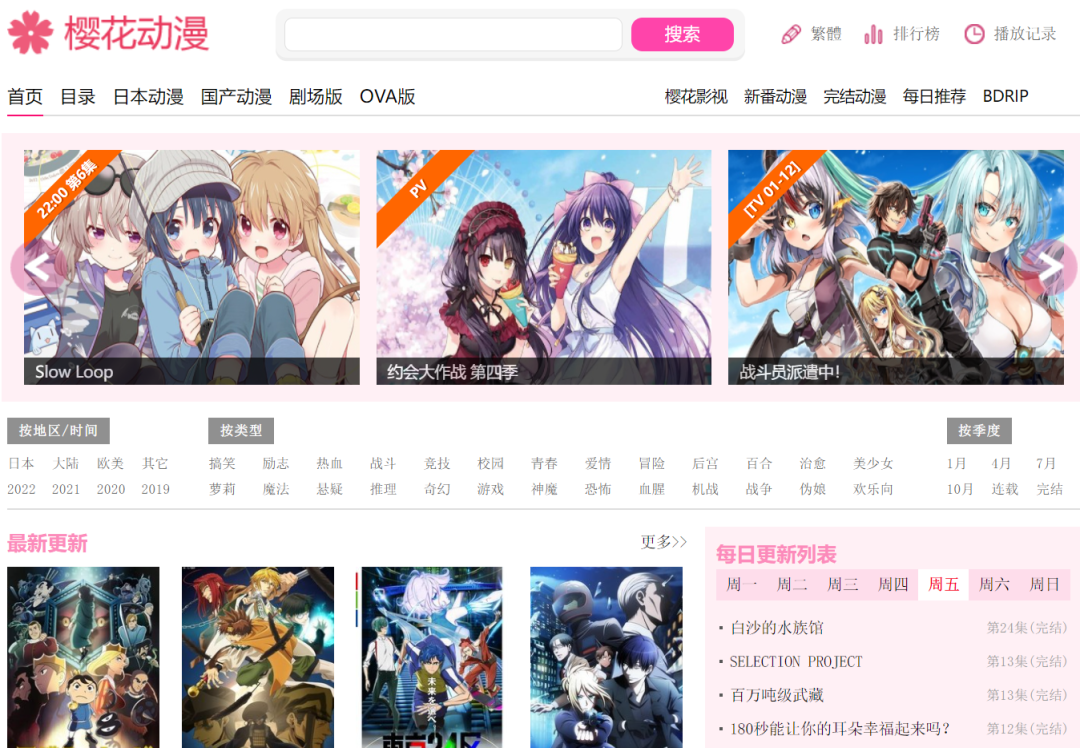 樱花动漫
搜索
繁體 排行榜 播放记录
首页 目录 日本动漫 国产动漫 剧场版 OVA版
樱花影视 新番动漫 完结动漫 每日推荐 BDRIP
22:00 第6集
Slow Loop
PV
约会大作战 第四季
[TV 01-12]
战斗员派遣中!
按地区/时间
日本 大陆 欧美 其它
2022 2021 2020 2019
按类型
搞笑 励志 热血 战斗 竞技 校园 青春 爱情 冒险 后宫 百合 治愈 美少女
萝莉 魔法 悬疑 推理 奇幻 游戏 神魔 恐怖 血腥 机战 战争 伪娘 欢乐向
按季度
1月 4月 7月
10月 连载 完结
最新更新
更多>>
未来を選べ。
東京24区
每日更新列表
周一 周二 周三 周四 周五 周六 周日
白沙的水族馆 第24集(完结)
SELECTION PROJECT 第13集(完结)
百万吨级武藏 第13集(完结)
180秒能让你的耳朵幸福起来吗? 第12集(完结)